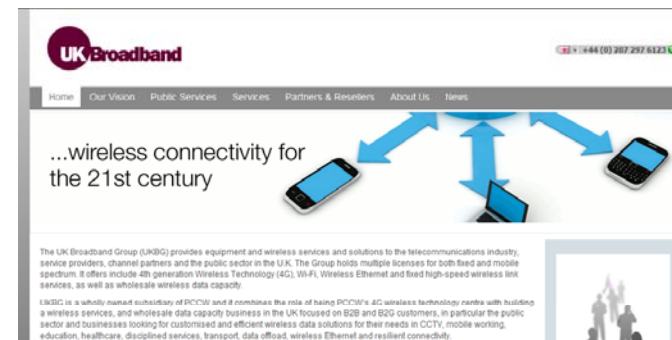 UK Broadband
+44 (0) 207 297 6123
Home Our Vision Public Services Services Partners & Resellers About Us News
...wireless connectivity for
the 21st century
The UK Broadband Group (UKBG) provides equipment and wireless services and solutions to the telecommunications industry,
service providers, channel partners and the public sector in the U.K. The Group holds multiple licenses for both fixed and mobile
spectrum. It offers include 4th generation Wireless Technology (4G), Wi-Fi, Wireless Ethernet and fixed high-speed wireless link
services, as well as wholesale wireless data capacity.
UKBG is a wholly owned subsidiary of PCCW and it combines the role of being PCCW's 4G wireless technology centre with building
a wireless services, and wholesale data capacity business in the UK focused on B2B and B2G customers, in particular the public
sector and businesses looking for customised and efficient wireless data solutions for their needs in CCTV, mobile working,
education, healthcare, disciplined services, transport, data offload, wireless Ethernet and resilient connectivity.